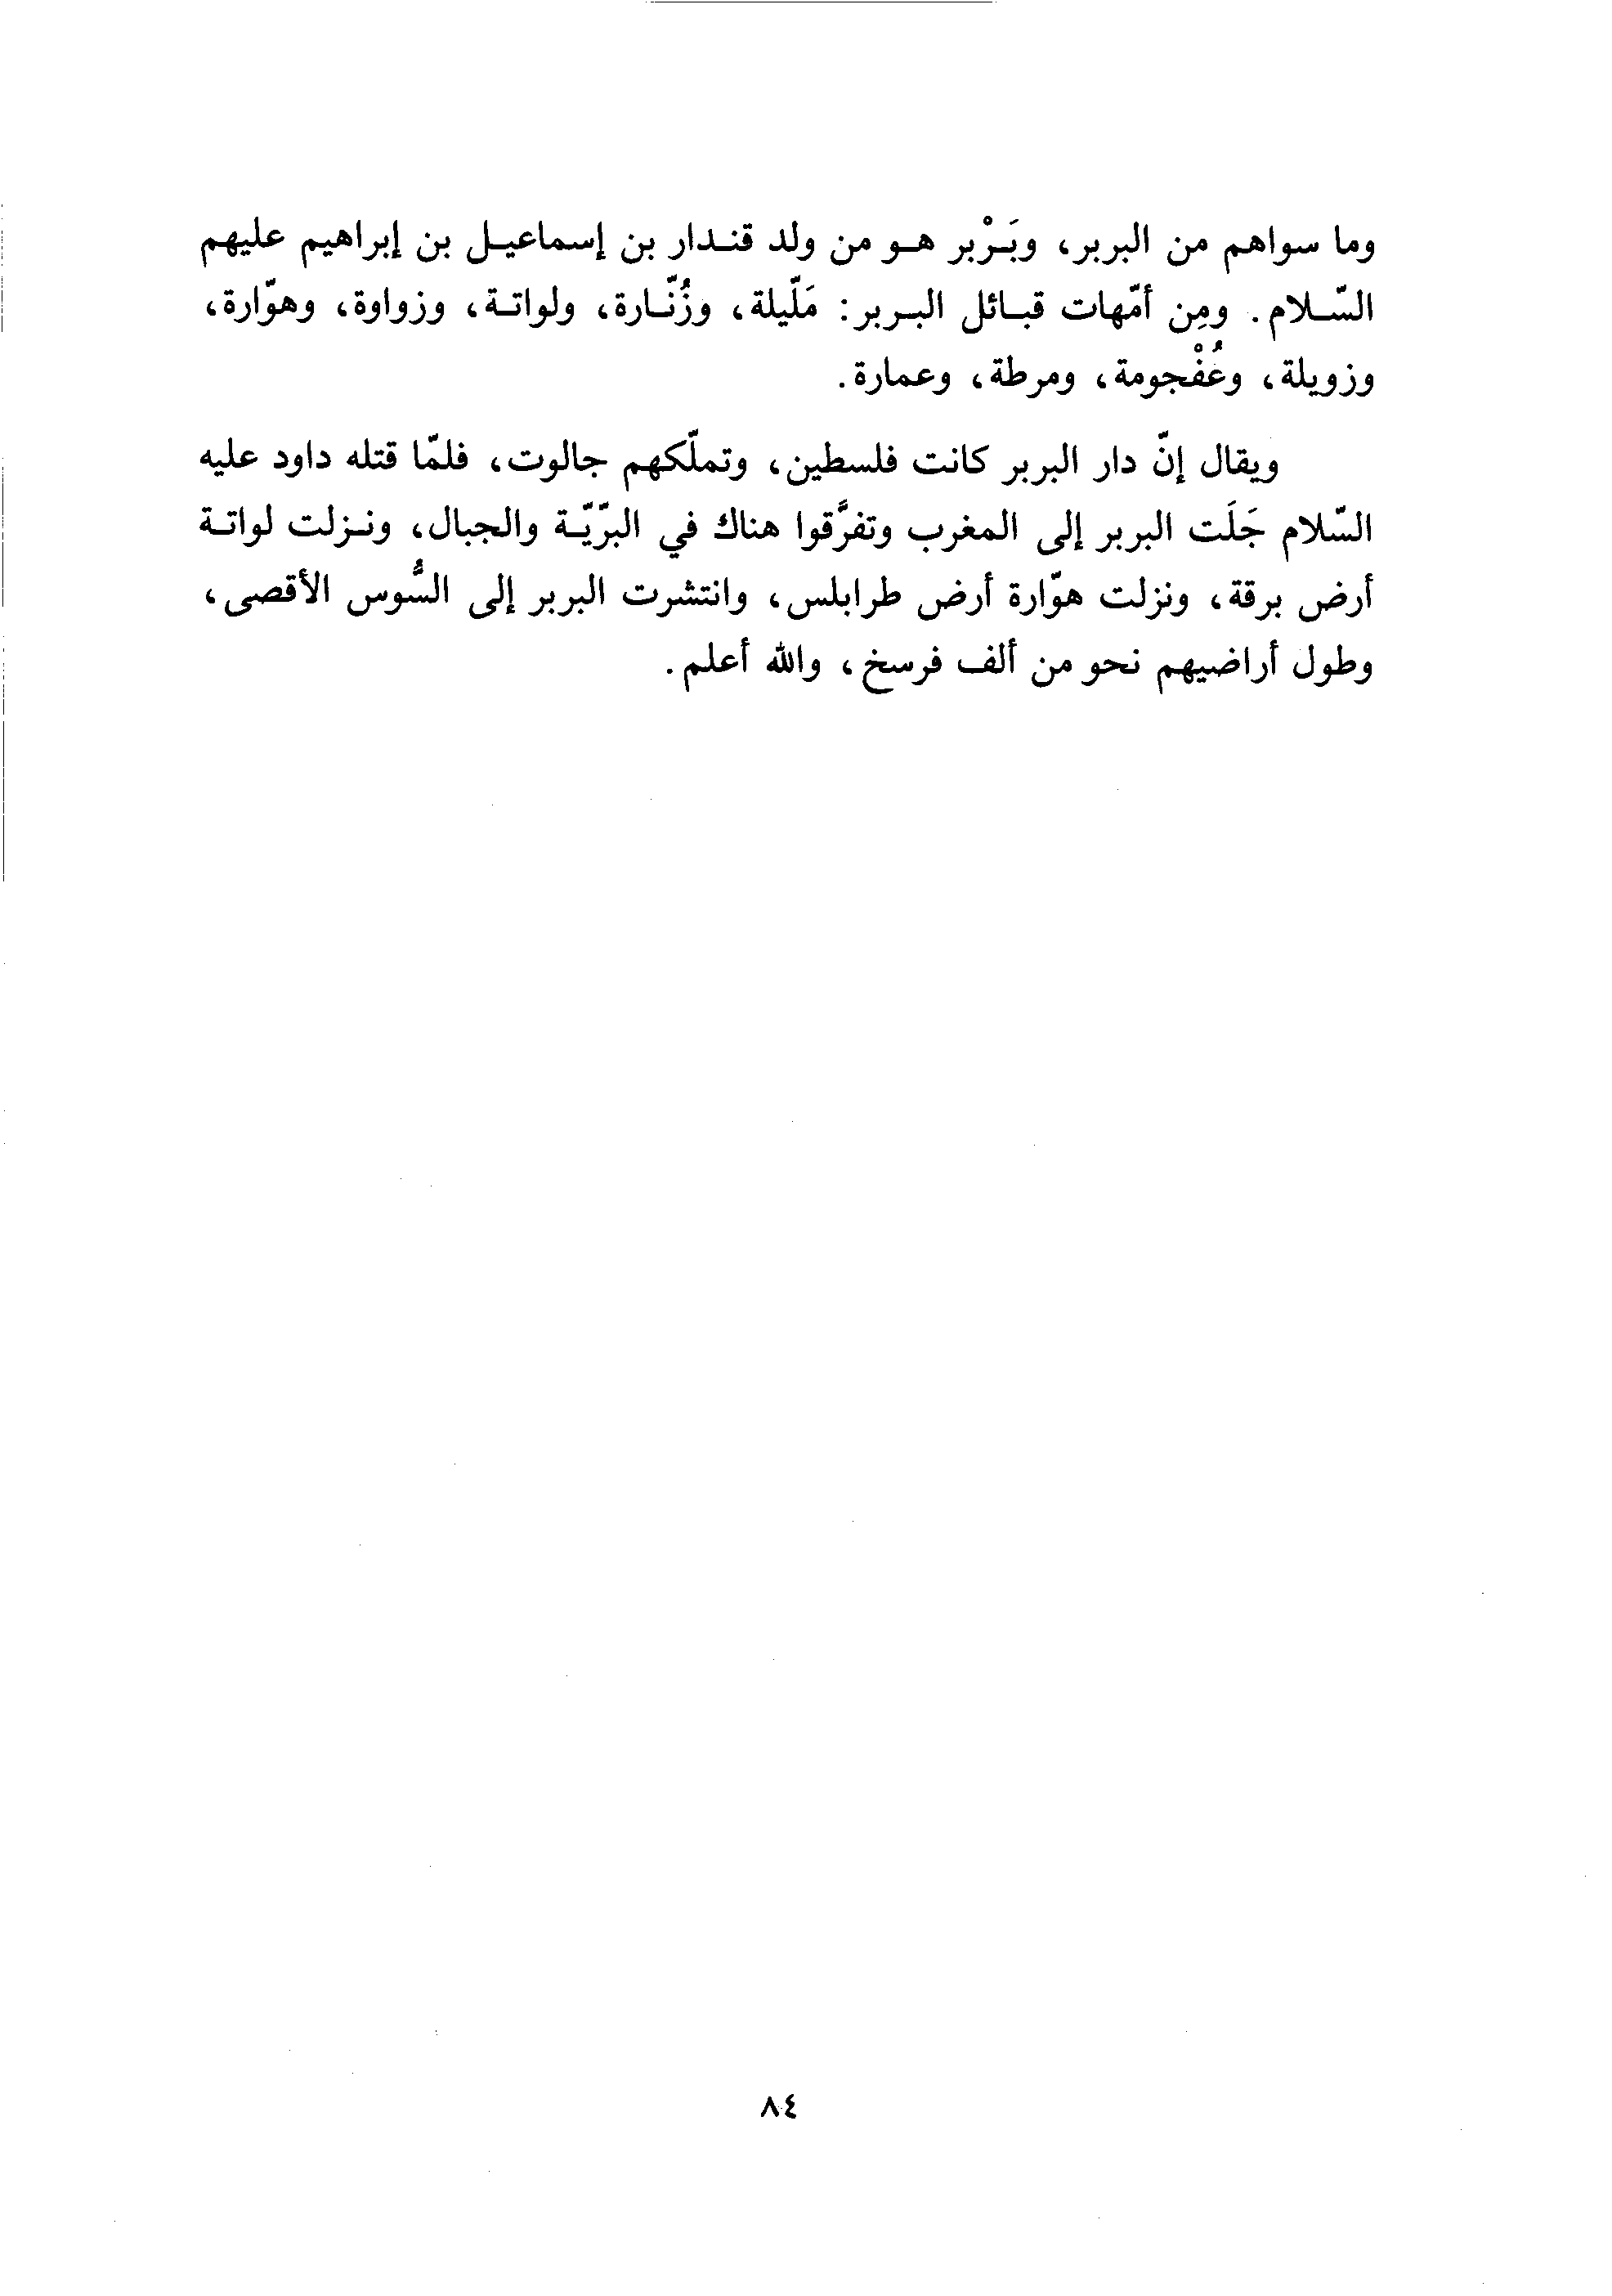 وما سواهم من البربر، وبَرْبر هو من ولد قندار بن إسماعيل بن إبراهيم عليهم
السّلام. ومِن أمّهات قبائل البربر: مَلّيلة، وزُنّارة، ولواتة، وزواوة، وهوّارة،
وزويلة، وعُفْجومة، ومرطة، وعمارة.
ويقال إنّ دار البربر كانت فلسطين، وتملّكهم جالوت، فلمّا قتله داود عليه
السّلام جَلَت البربر إلى المغرب وتفرَّقوا هناك في البرّيّة والجبال، ونزلت لواتة
أرض برقة، ونزلت هوّارة أرض طرابلس، وانتشرت البربر إلى السُّوس الأقصى،
وطول أراضيهم نحو من ألف فرسخ، والله أعلم.
٨٤